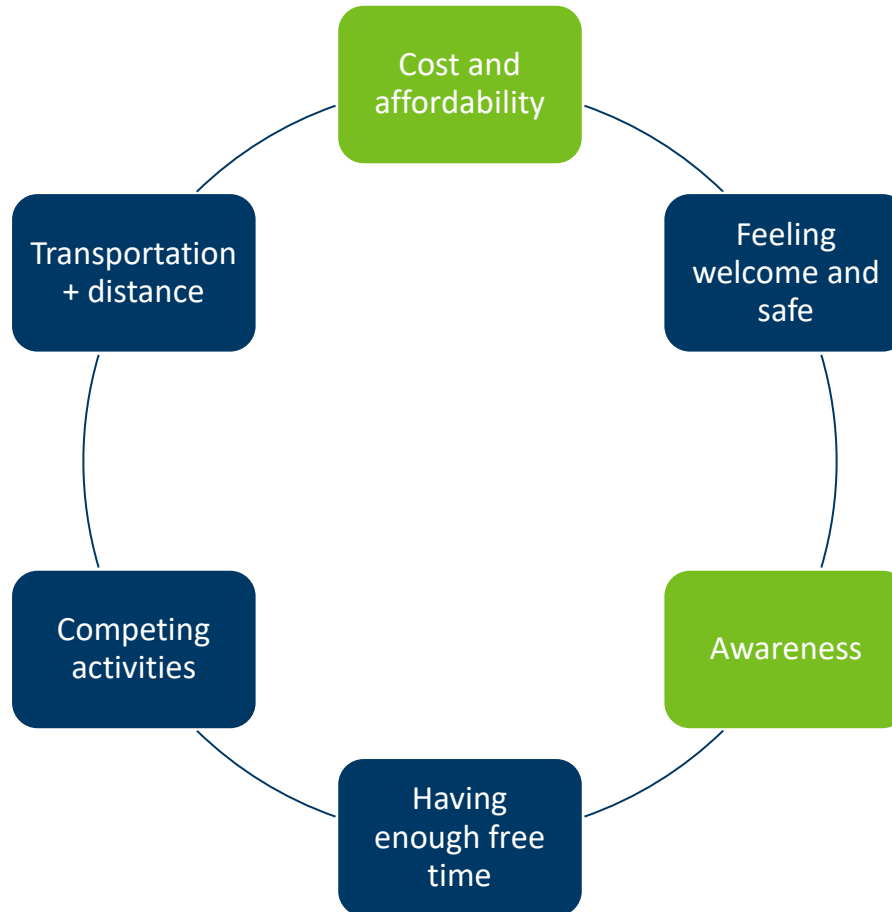 Cost and
affordability
Feeling
welcome and
safe
Awareness
Having
enough free
time
Competing
activities
Transportation
+ distance